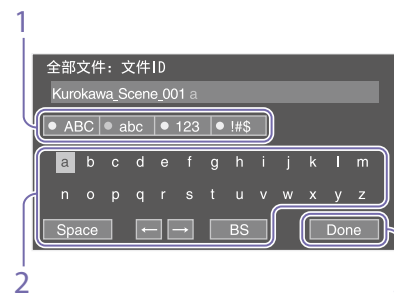 1
全部文件：文件ID
Kurokawa_Scene_001 a
ABC abc 123 !#$
a b c d e f g h i j k l m
n o p q r s t u v w x y z
Space ← → BS Done
2